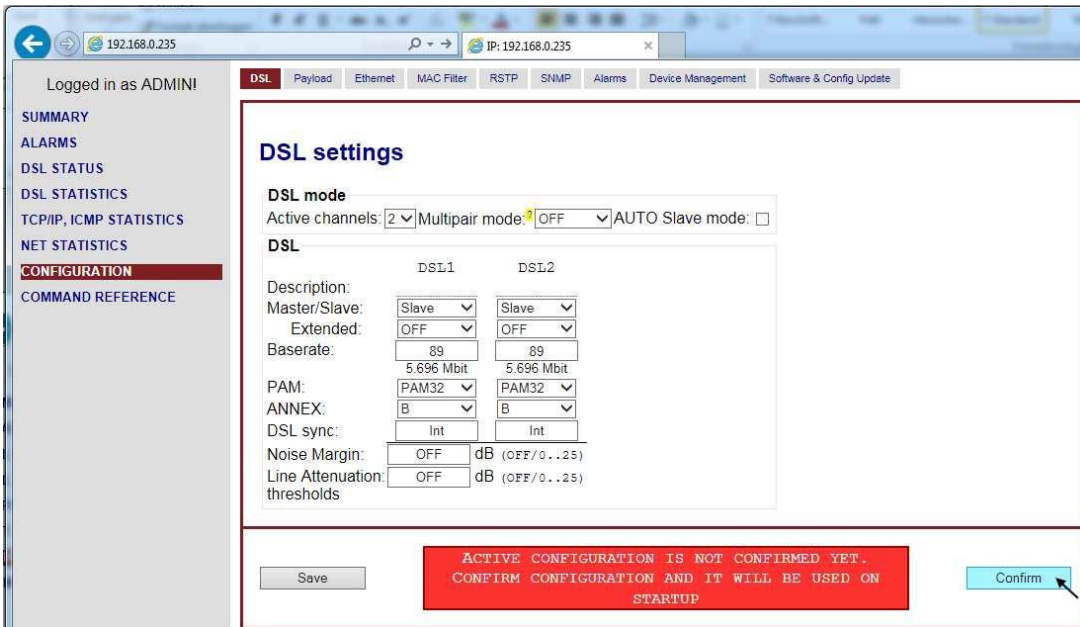 192.168.0.235
IP: 192.168.0.235
Logged in as ADMIN!
DSL Payload Ethernet MAC Filter RSTP SNMP Alarms Device Management Software & Config Update
SUMMARY
ALARMS
DSL STATUS
DSL STATISTICS
TCP/IP, ICMP STATISTICS
NET STATISTICS
CONFIGURATION
COMMAND REFERENCE
DSL settings
DSL mode
Active channels: 2 Multipair mode: ? OFF AUTO Slave mode:
DSL
DSL1 DSL2
Description:
Master/Slave: Slave Slave
Extended: OFF OFF
Baserate: 89 89
5.696 Mbit 5.696 Mbit
PAM: PAM32 PAM32
ANNEX: B B
DSL sync: Int Int
Noise Margin: OFF dB (OFF/0..25)
Line Attenuation: OFF dB (OFF/0..25)
thresholds
Save
ACTIVE CONFIGURATION IS NOT CONFIRMED YET.
CONFIRM CONFIGURATION AND IT WILL BE USED ON
STARTUP
Confirm